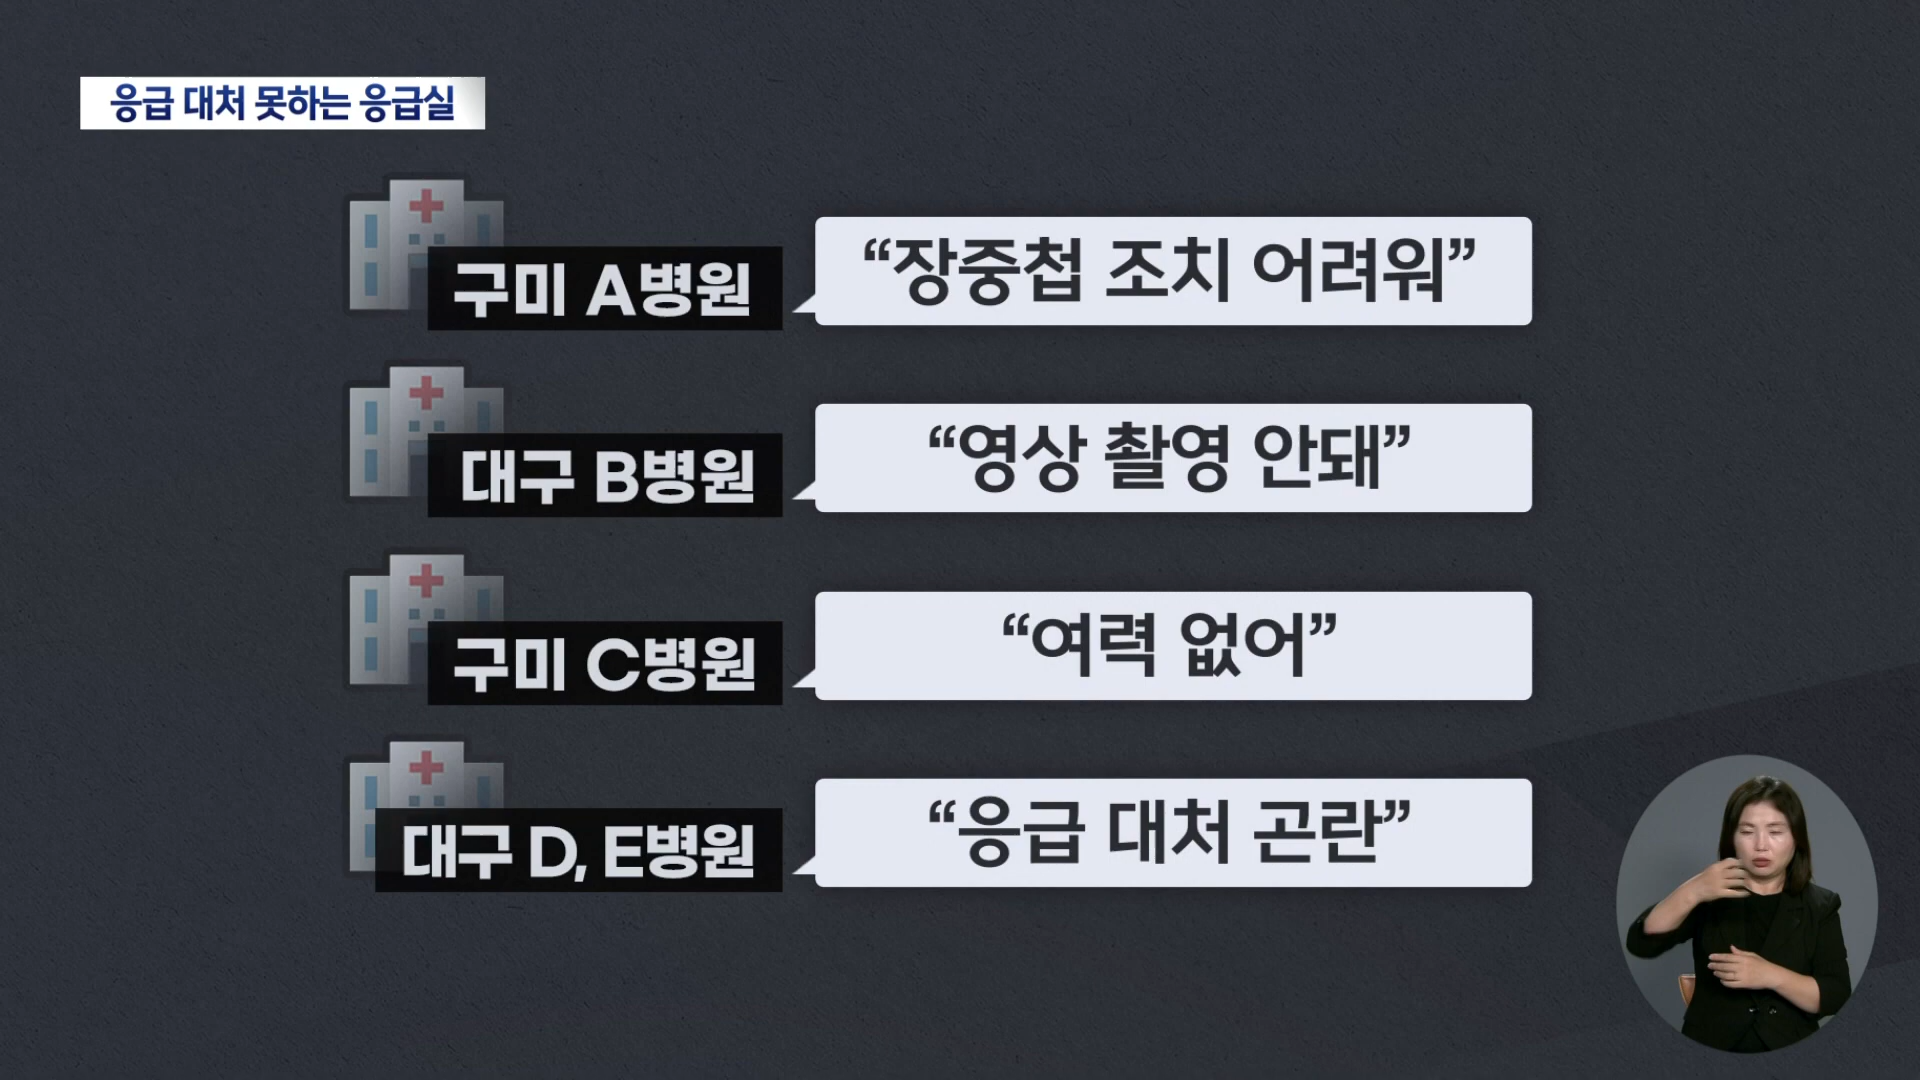 응급 대처 못하는 응급실
구미 A병원
“장중첩 조치 어려워”
대구 B병원
“영상 촬영 안돼”
구미 C병원
“여력 없어”
대구 D, E병원
“응급 대처 곤란”